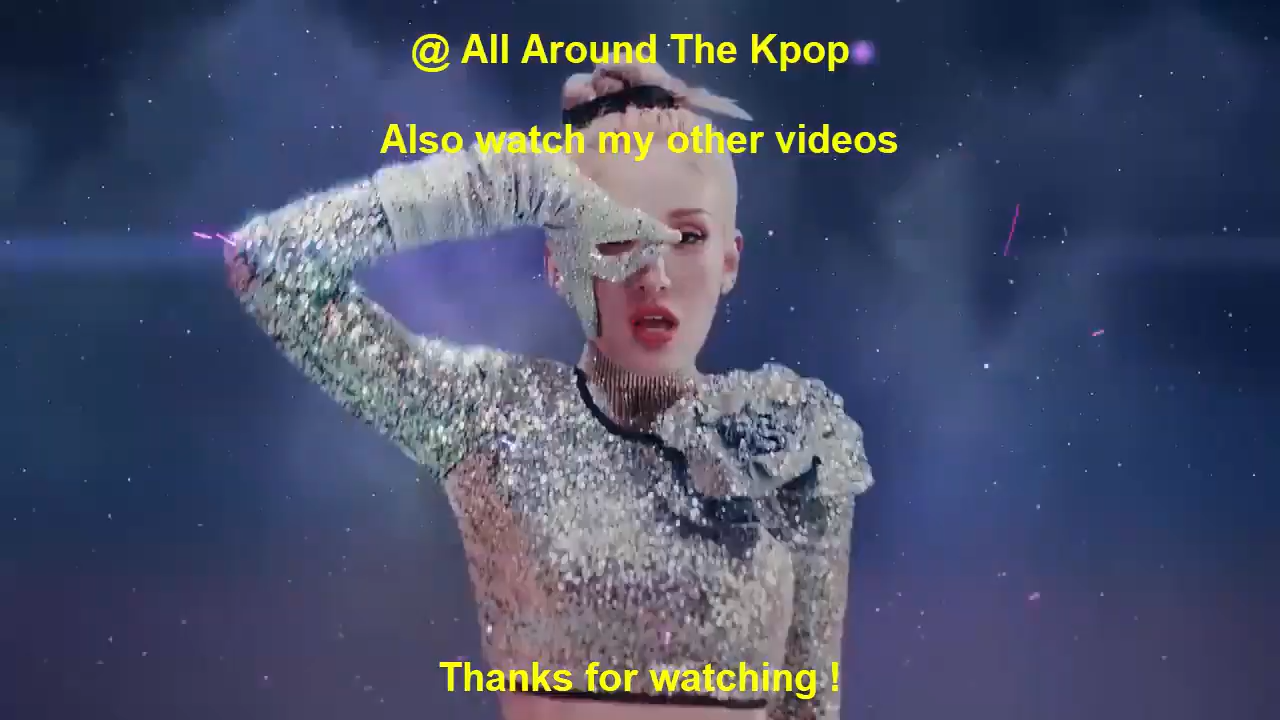 @ All Around The Kpop
Also watch my other videos
Thanks for watching !